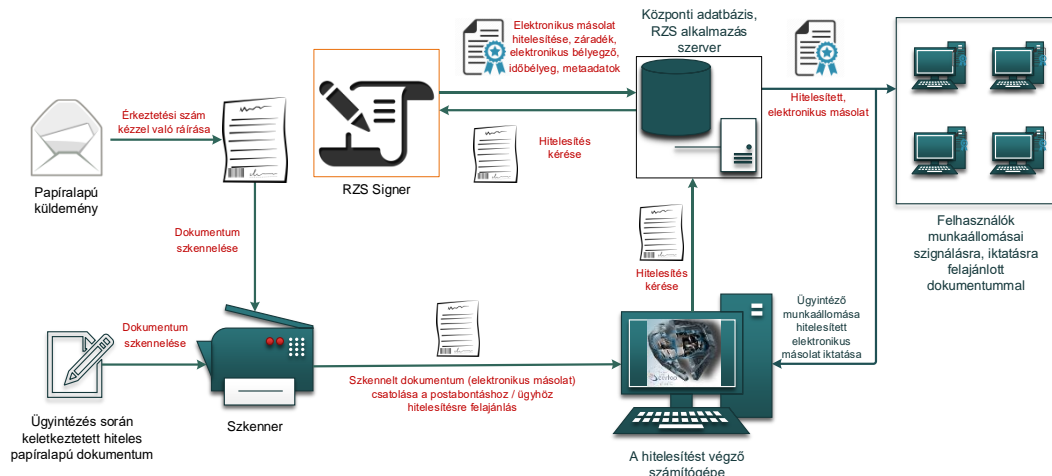 Elektronikus másolat
hitelesítése, záradék,
elektronikus bélyegző,
időbélyeg, metaadatok
Központi adatbázis,
RZS alkalmazás
szerver
Érkeztetési szám
kézzel való ráírása
Hitelesített,
elektronikus másolat
Hitelesítés
kérése
Papíralapú
küldemény
RZS Signer
Felhasználók
munkaállomásai
szignálásra, iktatásra
felajánlott
dokumentummal
Dokumentum
szkennelése
Hitelesítés
kérése
Ügyintéző
munkaállomása
hitelesített
elektronikus
másolat iktatása
Dokumentum
szkennelése
Szkennelt dokumentum (elektronikus másolat)
csatolása a postabontáshoz / ügyhöz
hitelesítésre felajánlás
Ügyintézés során
keletkeztetett hiteles
papíralapú dokumentum
Szkenner
A hitelesítést végző
számítógépe